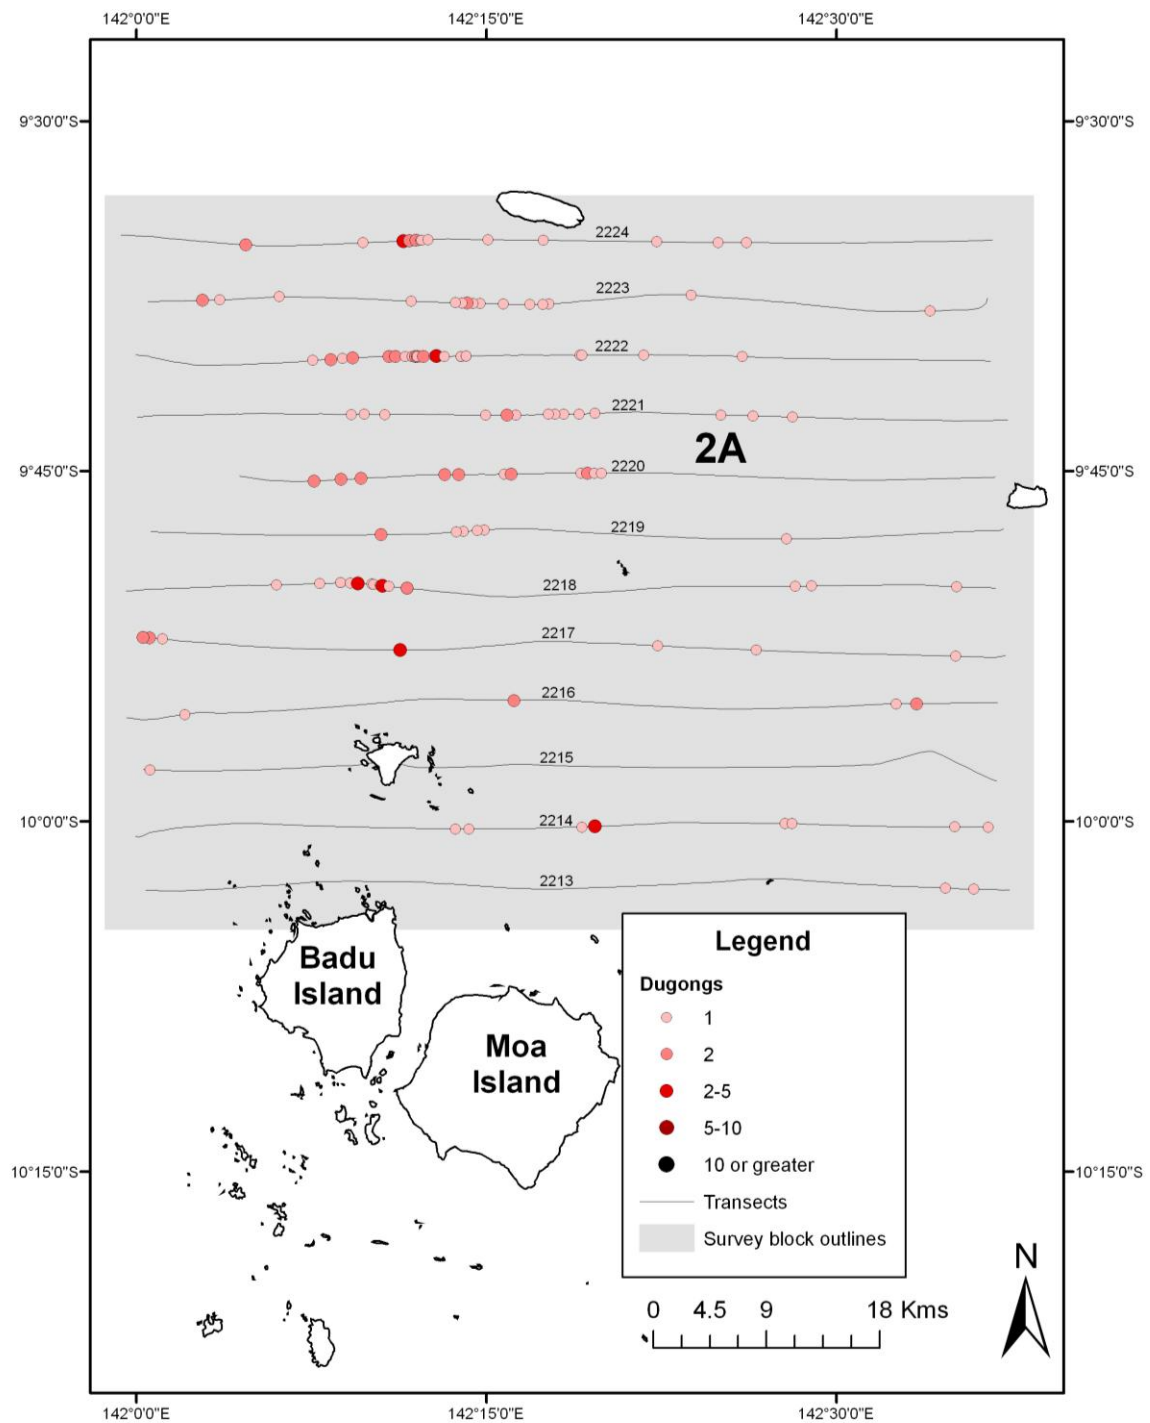 142°0'0"E
142°15'0"E
142°30'0"E
9°30'0"S
9°30'0"S
2224
2223
2222
2221
2A
9°45'0"S
2220
9°45'0"S
2219
2218
2217
2216
2215
10°0'0"S
2214
10°0'0"S
2213
Badu
Island
Moa
Island
Legend
Dugongs
1
2
2-5
5-10
10 or greater
Transects
Survey block outlines
10°15'0"S
10°15'0"S
N
0 4.5 9 18 Kms
142°0'0"E
142°15'0"E
142°30'0"E